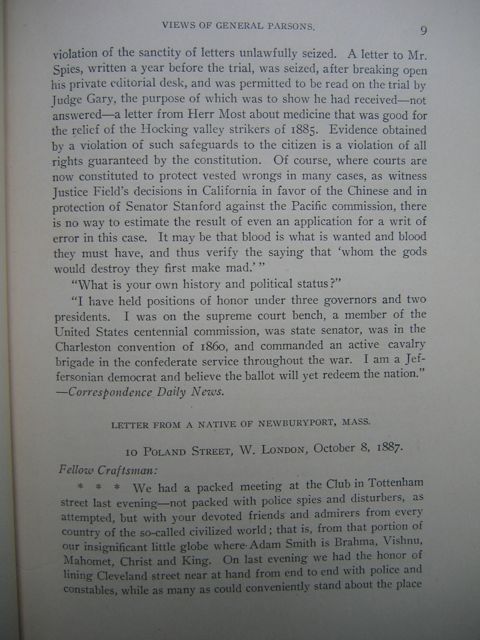 VIEWS OF GENERAL PARSONS. 9
violation of the sanctity of letters unlawfully seized. A letter to Mr.
Spies, written a year before the trial, was seized, after breaking open
his private editorial desk, and was permitted to be read on the trial by
Judge Gary, the purpose of which was to show he had received—not
answered—a letter from Herr Most about medicine that was good for
the relief of the Hocking valley strikers of 1885. Evidence obtained
by a violation of such safeguards to the citizen is a violation of all
rights guaranteed by the constitution. Of course, where courts are
now constituted to protect vested wrongs in many cases, as witness
Justice Field's decisions in California in favor of the Chinese and in
protection of Senator Stanford against the Pacific commission, there
is no way to estimate the result of even an application for a writ of
error in this case. It may be that blood is what is wanted and blood
they must have, and thus verify the saying that 'whom the gods
would destroy they first make mad.'"
"What is your own history and political status?"
"I have held positions of honor under three governors and two
presidents. I was on the supreme court bench, a member of the
United States centennial commission, was state senator, was in the
Charleston convention of 1860, and commanded an active cavalry
brigade in the confederate service throughout the war. I am a Jef-
fersonian democrat and believe the ballot will yet redeem the nation."
—Correspondence Daily News.
LETTER FROM A NATIVE OF NEWBURYPORT, MASS.
10 POLAND STREET, W. LONDON, October 8, 1887.
Fellow Craftsman:
* * * We had a packed meeting at the Club in Tottenham
street last evening—not packed with police spies and disturbers, as
attempted, but with your devoted friends and admirers from every
country of the so-called civilized world; that is, from that portion of
our insignificant little globe where Adam Smith is Brahma, Vishnu,
Mahomet, Christ and King. On last evening we had the honor of
lining Cleveland street near at hand from end to end with police and
constables, while as many as could conveniently stand about the place